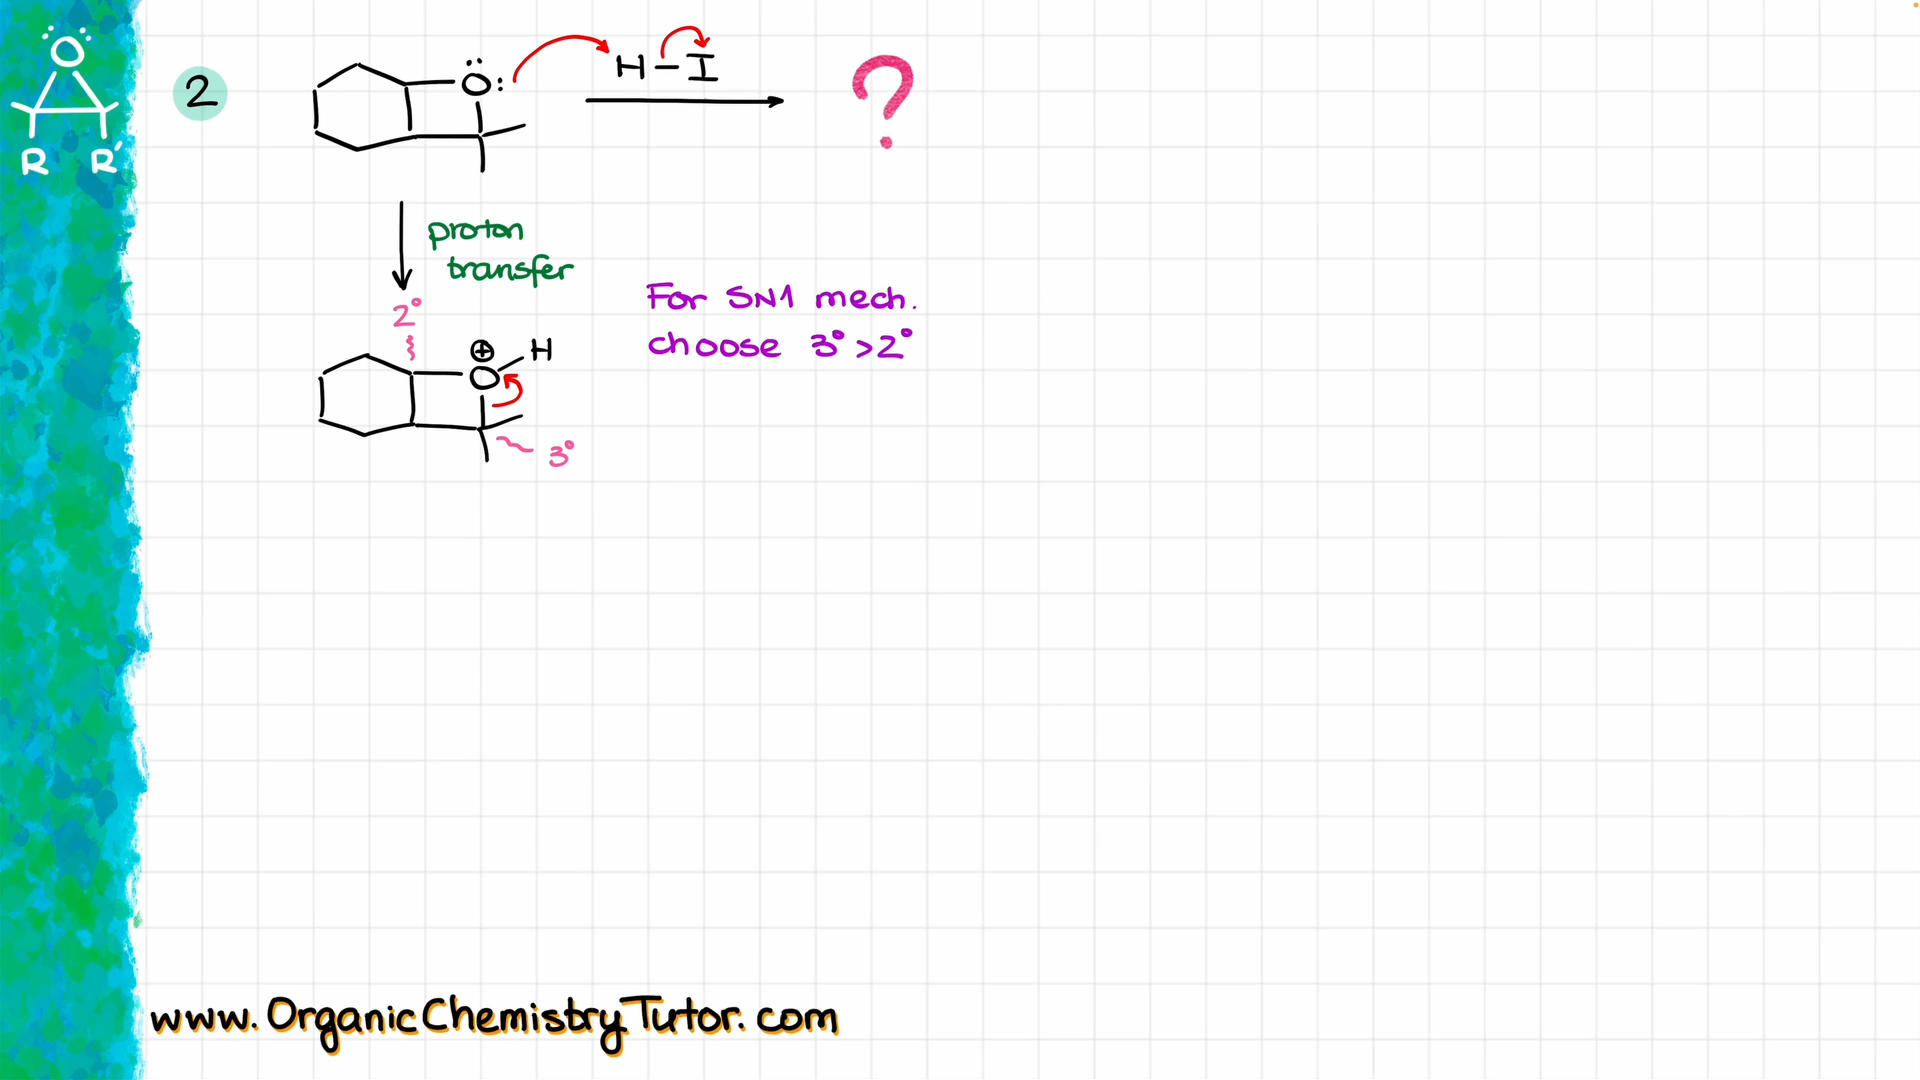 O
R R'
2
O: H-I
?
proton
transfer
2°
For SN1 mech.
choose 3° > 2°
⊕ H
O
3°
www.OrganicChemistryTutor.com